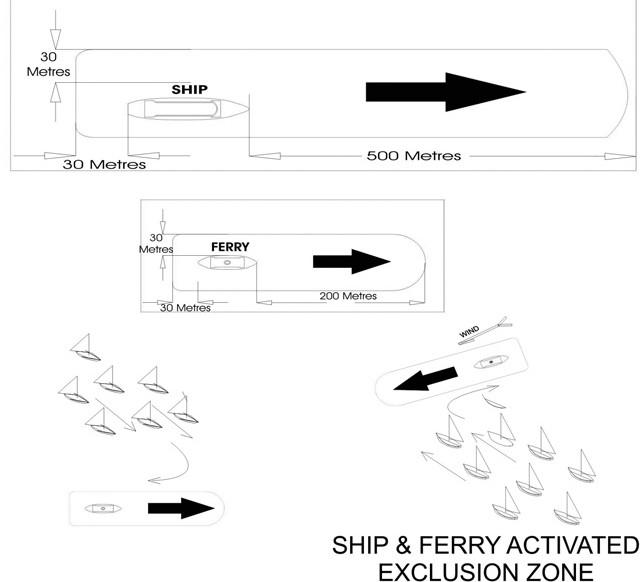 30
Metres
SHIP
30 Metres
500 Metres
30
Metres
FERRY
30 Metres
200 Metres
WIND
SHIP & FERRY ACTIVATED
EXCLUSION ZONE